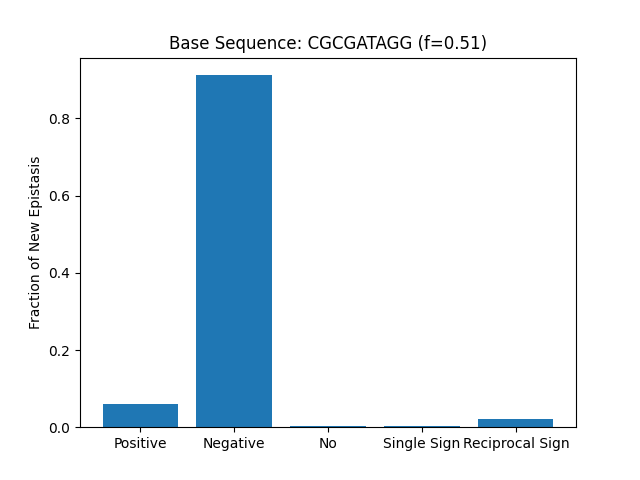 Base Sequence: CGCGATAGG (f=0.51)
Fraction of New Epistasis
0.8
0.6
0.4
0.2
0.0
Positive Negative No Single Sign Reciprocal Sign